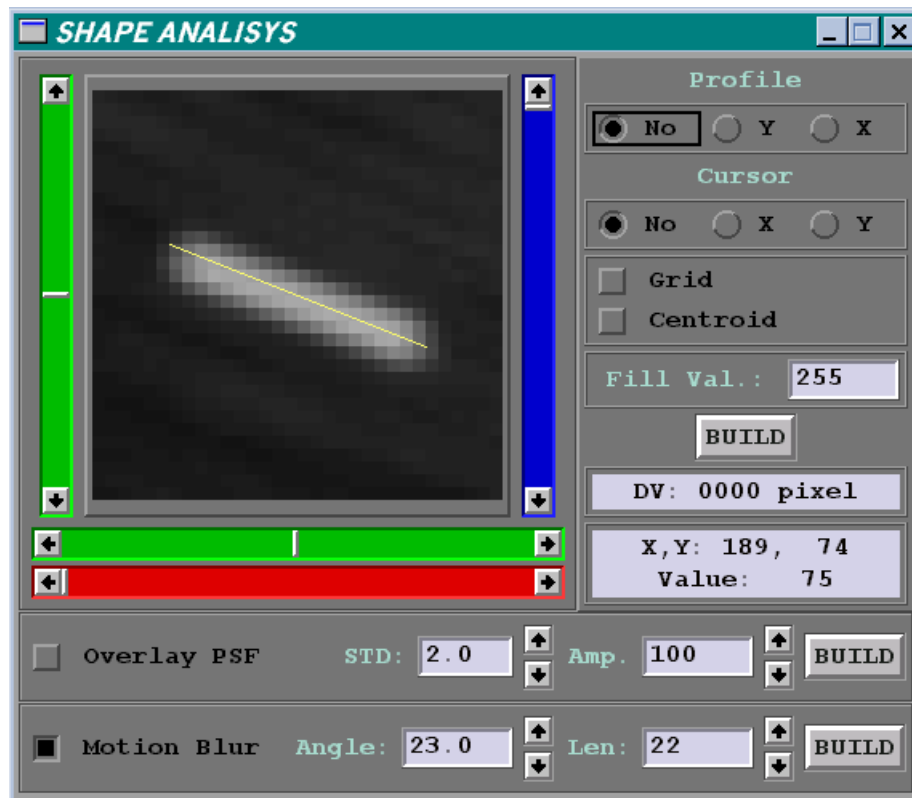 SHAPE ANALISYS
Profile
No Y X
Cursor
No X Y
Grid
Centroid
Fill Val.: 255
BUILD
DV: 0000 pixel
X,Y: 189, 74
Value: 75
Overlay PSF STD: 2.0 Amp. 100 BUILD
Motion Blur Angle: 23.0 Len: 22 BUILD